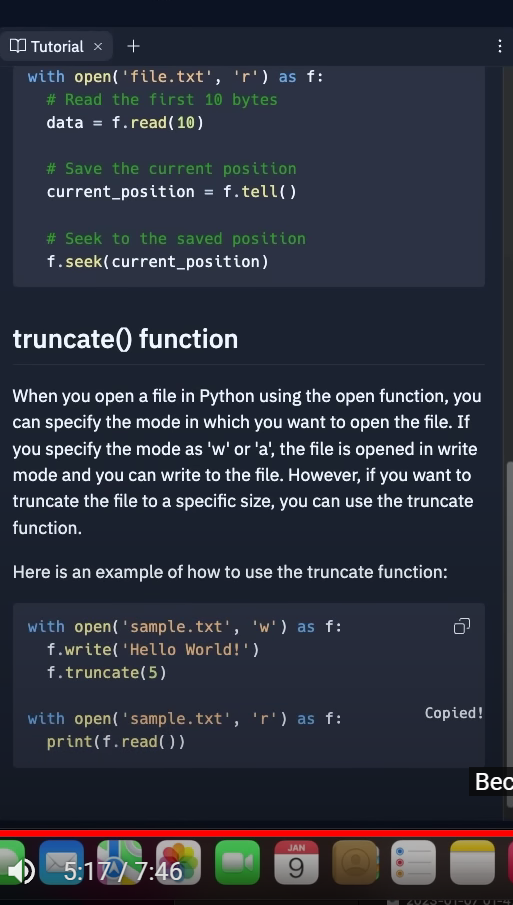 Tutorial × +
with open('file.txt', 'r') as f:
# Read the first 10 bytes
data = f.read(10)
# Save the current position
current_position = f.tell()
# Seek to the saved position
f.seek(current_position)
truncate() function
When you open a file in Python using the open function, you
can specify the mode in which you want to open the file. If
you specify the mode as 'w' or 'a', the file is opened in write
mode and you can write to the file. However, if you want to
truncate the file to a specific size, you can use the truncate
function.
Here is an example of how to use the truncate function:
with open('sample.txt', 'w') as f:
f.write('Hello World!')
f.truncate(5)
Copied!
with open('sample.txt', 'r') as f:
print(f.read())
Bec
JAN
9
5:17 / 7:46